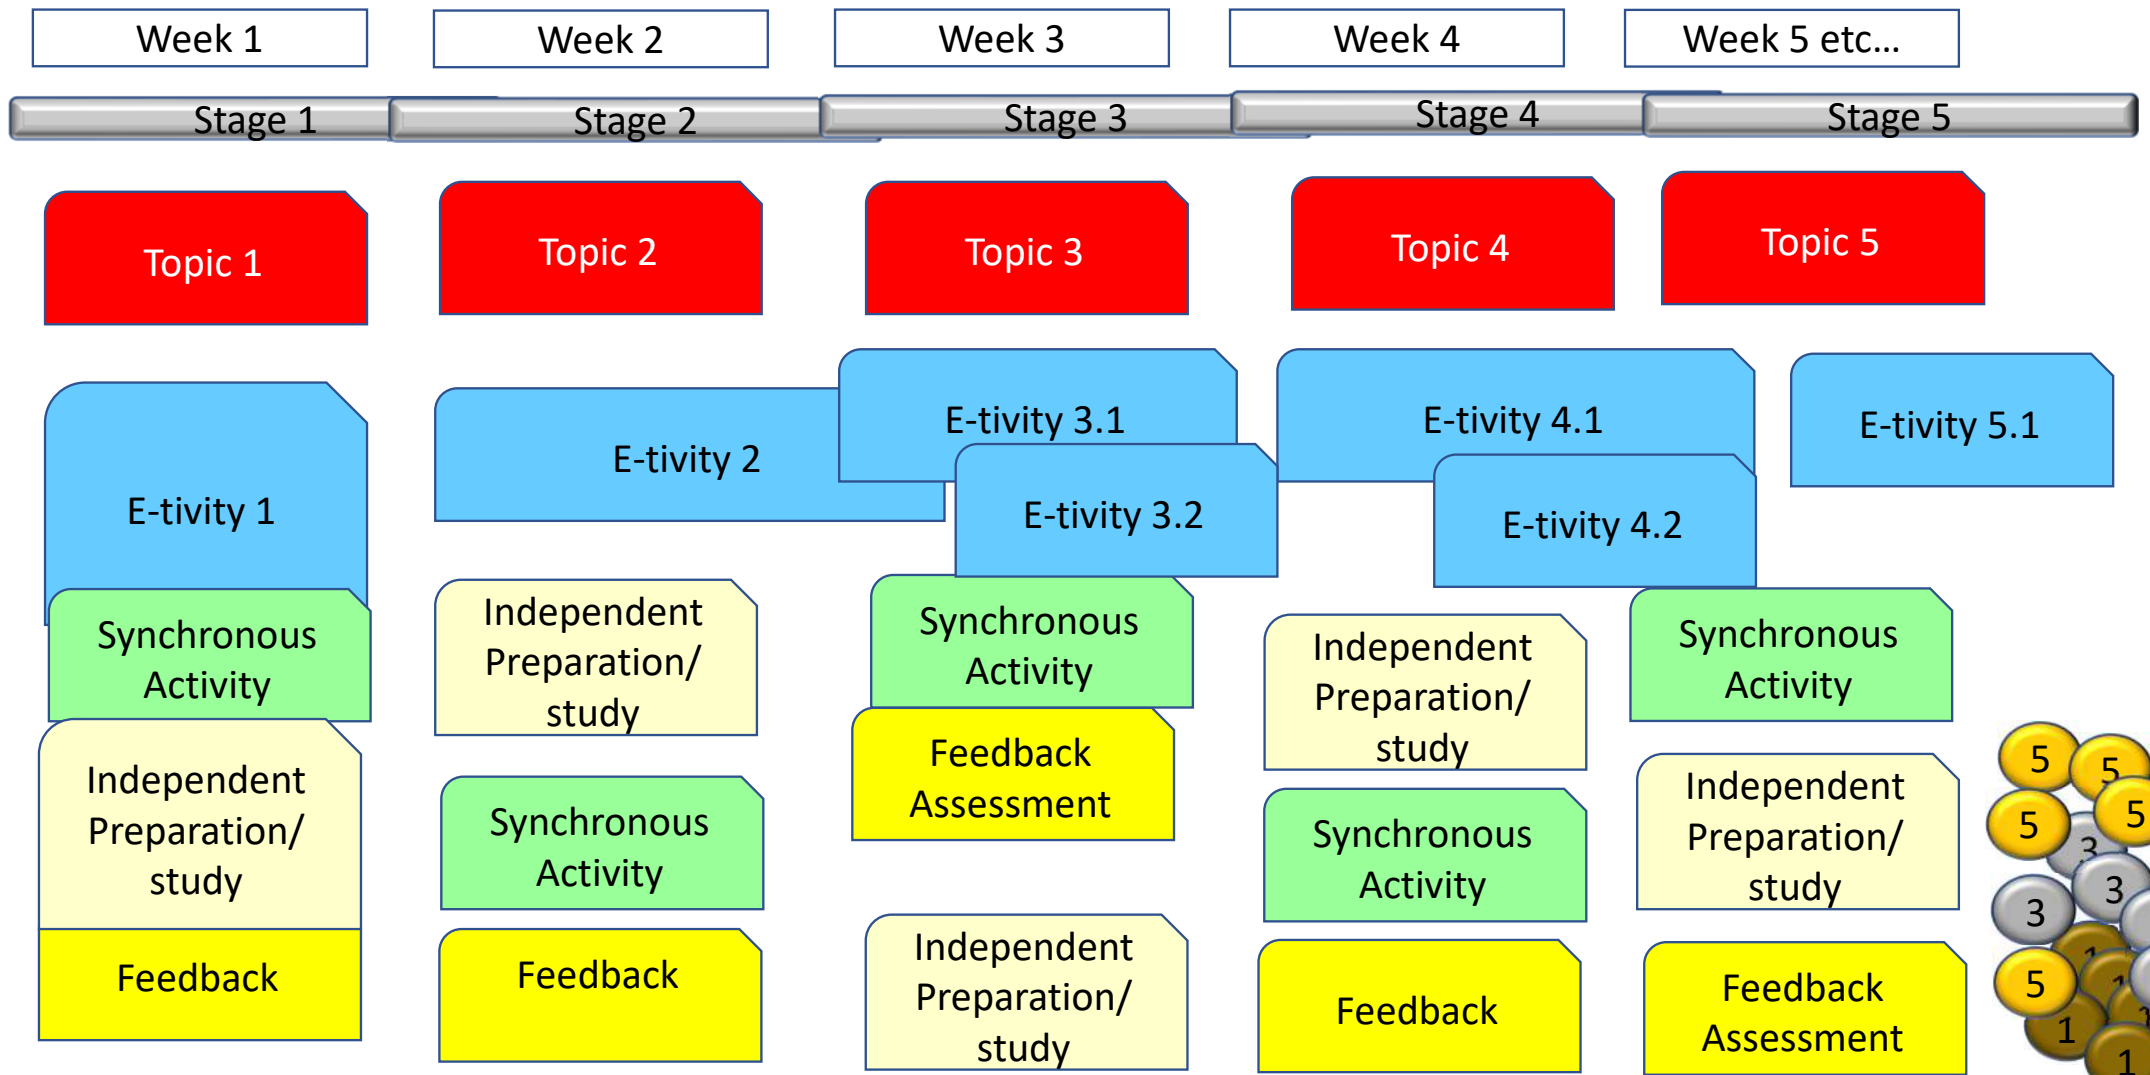 Week 1
Week 2
Week 3
Week 4
Week 5 etc...
Stage 1
Stage 2
Stage 3
Stage 4
Stage 5
Topic 1
Topic 2
Topic 3
Topic 4
Topic 5
E-tivity 1
E-tivity 2
E-tivity 3.1
E-tivity 3.2
E-tivity 4.1
E-tivity 4.2
E-tivity 5.1
Synchronous
Activity
Independent
Preparation/
study
Feedback
Independent
Preparation/
study
Synchronous
Activity
Feedback
Synchronous
Activity
Feedback
Assessment
Independent
Preparation/
study
Independent
Preparation/
study
Synchronous
Activity
Feedback
Synchronous
Activity
Independent
Preparation/
study
Feedback
Assessment
5
5
5
5
3
3
3
5
1
1